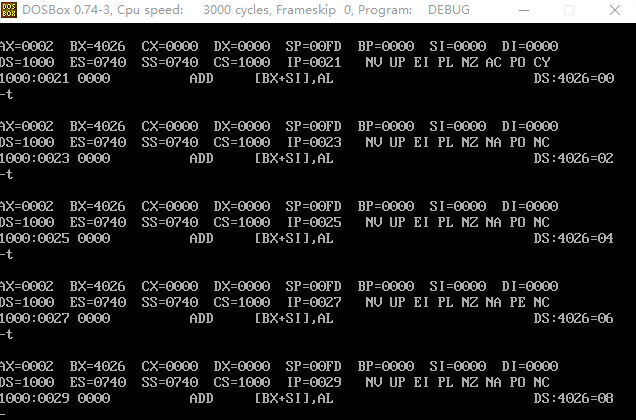 DOS
BOX
DOSBox 0.74-3, Cpu speed: 3000 cycles, Frameskip 0, Program: DEBUG
AX=0002 BX=4026 CX=0000 DX=0000 SP=00FD BP=0000 SI=0000 DI=0000
DS=1000 ES=0740 SS=0740 CS=1000 IP=0021 NV UP EI PL NZ AC PO CY
1000:0021 0000 ADD [BX+SI],AL DS:4026=00
-t
AX=0002 BX=4026 CX=0000 DX=0000 SP=00FD BP=0000 SI=0000 DI=0000
DS=1000 ES=0740 SS=0740 CS=1000 IP=0023 NV UP EI PL NZ NA PO NC
1000:0023 0000 ADD [BX+SI],AL DS:4026=02
-t
AX=0002 BX=4026 CX=0000 DX=0000 SP=00FD BP=0000 SI=0000 DI=0000
DS=1000 ES=0740 SS=0740 CS=1000 IP=0025 NV UP EI PL NZ NA PO NC
1000:0025 0000 ADD [BX+SI],AL DS:4026=04
-t
AX=0002 BX=4026 CX=0000 DX=0000 SP=00FD BP=0000 SI=0000 DI=0000
DS=1000 ES=0740 SS=0740 CS=1000 IP=0027 NV UP EI PL NZ NA PE NC
1000:0027 0000 ADD [BX+SI],AL DS:4026=06
-t
AX=0002 BX=4026 CX=0000 DX=0000 SP=00FD BP=0000 SI=0000 DI=0000
DS=1000 ES=0740 SS=0740 CS=1000 IP=0029 NV UP EI PL NZ NA PO NC
1000:0029 0000 ADD [BX+SI],AL DS:4026=08
-